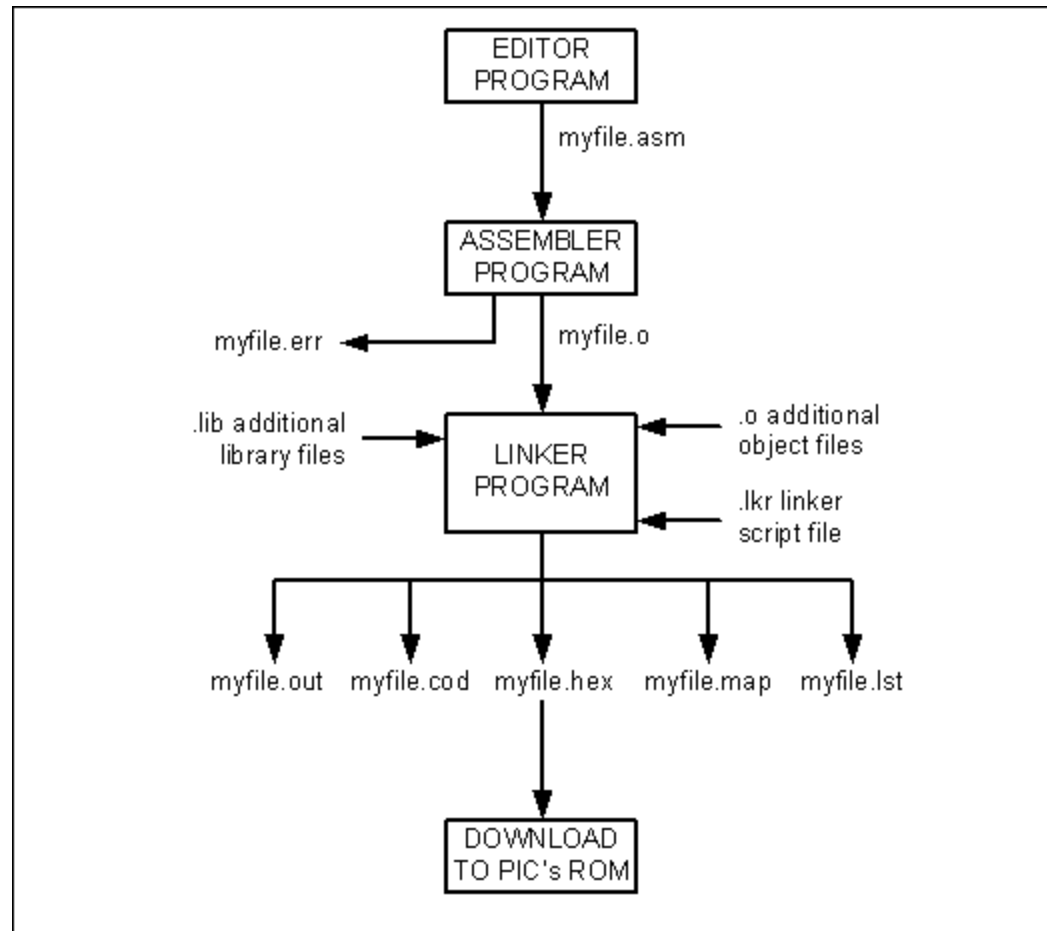 EDITOR
PROGRAM
myfile.asm
ASSEMBLER
PROGRAM
myfile.err
myfile.o
.lib additional
library files
LINKER
PROGRAM
.o additional
object files
.lkr linker
script file
myfile.out
myfile.cod
myfile.hex
myfile.map
myfile.lst
DOWNLOAD
TO PIC's ROM